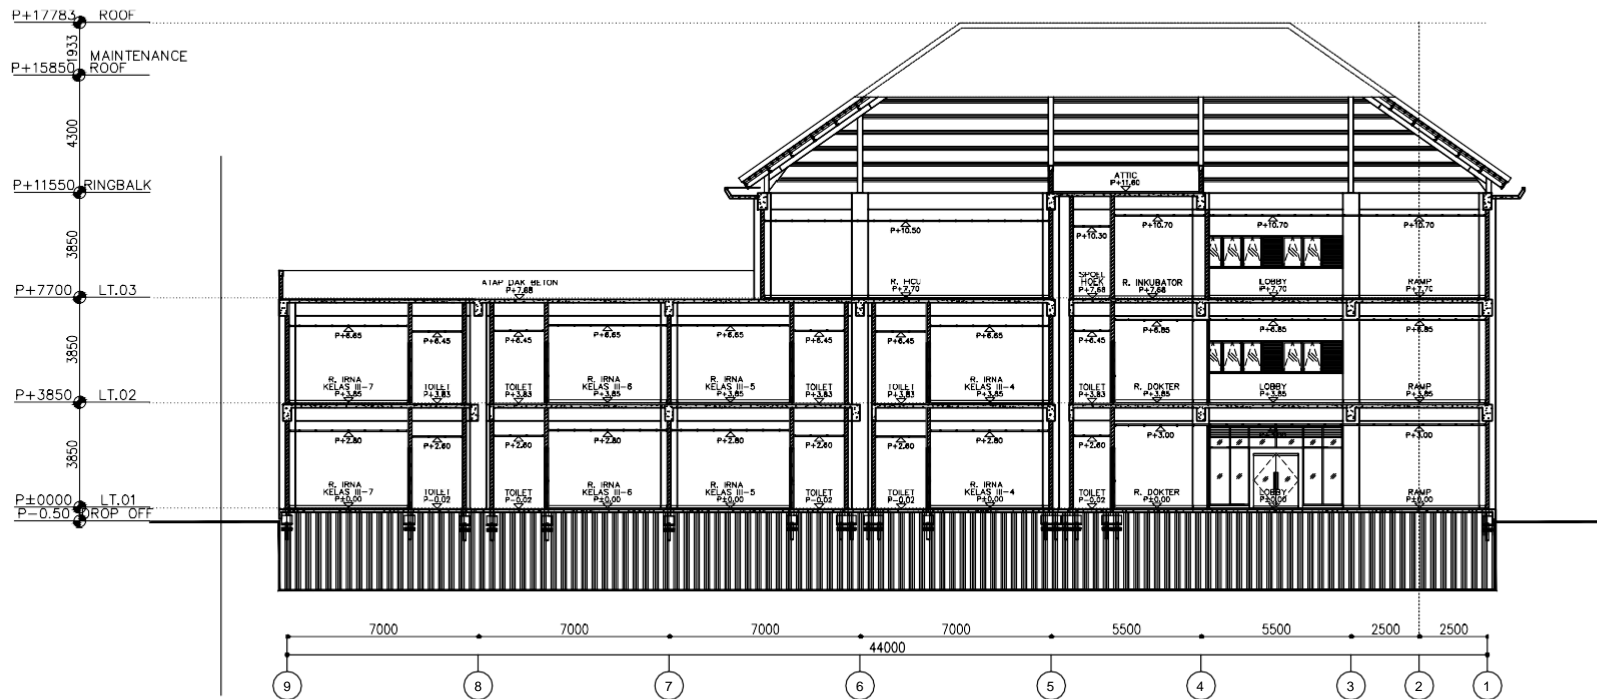 P+17783 ROOF
1933
MAINTENANCE
P+15850 ROOF
4300
P+11550 RINGBALK
3850
P+7700 LT.03
3850
P+3850 LT.02
3850
P±0000 LT.01
P-0.50 DROP OFF
ATTIC
P+11.60
P+10.50
P+10.30
P+10.70
P+10.70
P+10.70
ATAP DAK BETON
P+7.68
R. HCU
P+7.70
SPOEL
HOEK
P+7.68
R. INKUBATOR
P+7.68
LOBBY
P+7.70
RAMP
P+7.70
P+6.65
P+6.45
P+6.45
P+6.65
P+6.65
P+6.45
P+6.45
P+6.65
P+6.45
P+6.85
P+6.85
P+6.85
R. IRNA
KELAS III-7
P+3.85
TOILET
P+3.83
TOILET
P+3.83
R. IRNA
KELAS III-6
P+3.85
R. IRNA
KELAS III-5
P+3.85
TOILET
P+3.83
TOILET
P+3.83
R. IRNA
KELAS III-4
P+3.85
TOILET
P+3.83
R. DOKTER
P+3.85
LOBBY
P+3.85
RAMP
P+3.85
P+2.80
P+2.60
P+2.60
P+2.80
P+2.80
P+2.60
P+2.60
P+2.80
P+2.60
P+3.00
P+3.00
R. IRNA
KELAS III-7
P±0.00
TOILET
P-0.02
TOILET
P-0.02
R. IRNA
KELAS III-6
P±0.00
R. IRNA
KELAS III-5
P±0.00
TOILET
P-0.02
TOILET
P-0.02
R. IRNA
KELAS III-4
P±0.00
TOILET
P-0.02
R. DOKTER
P±0.00
LOBBY
P±0.00
RAMP
P±0.00
7000 7000 7000 7000 5500 5500 2500 2500
44000
9 8 7 6 5 4 3 2 1